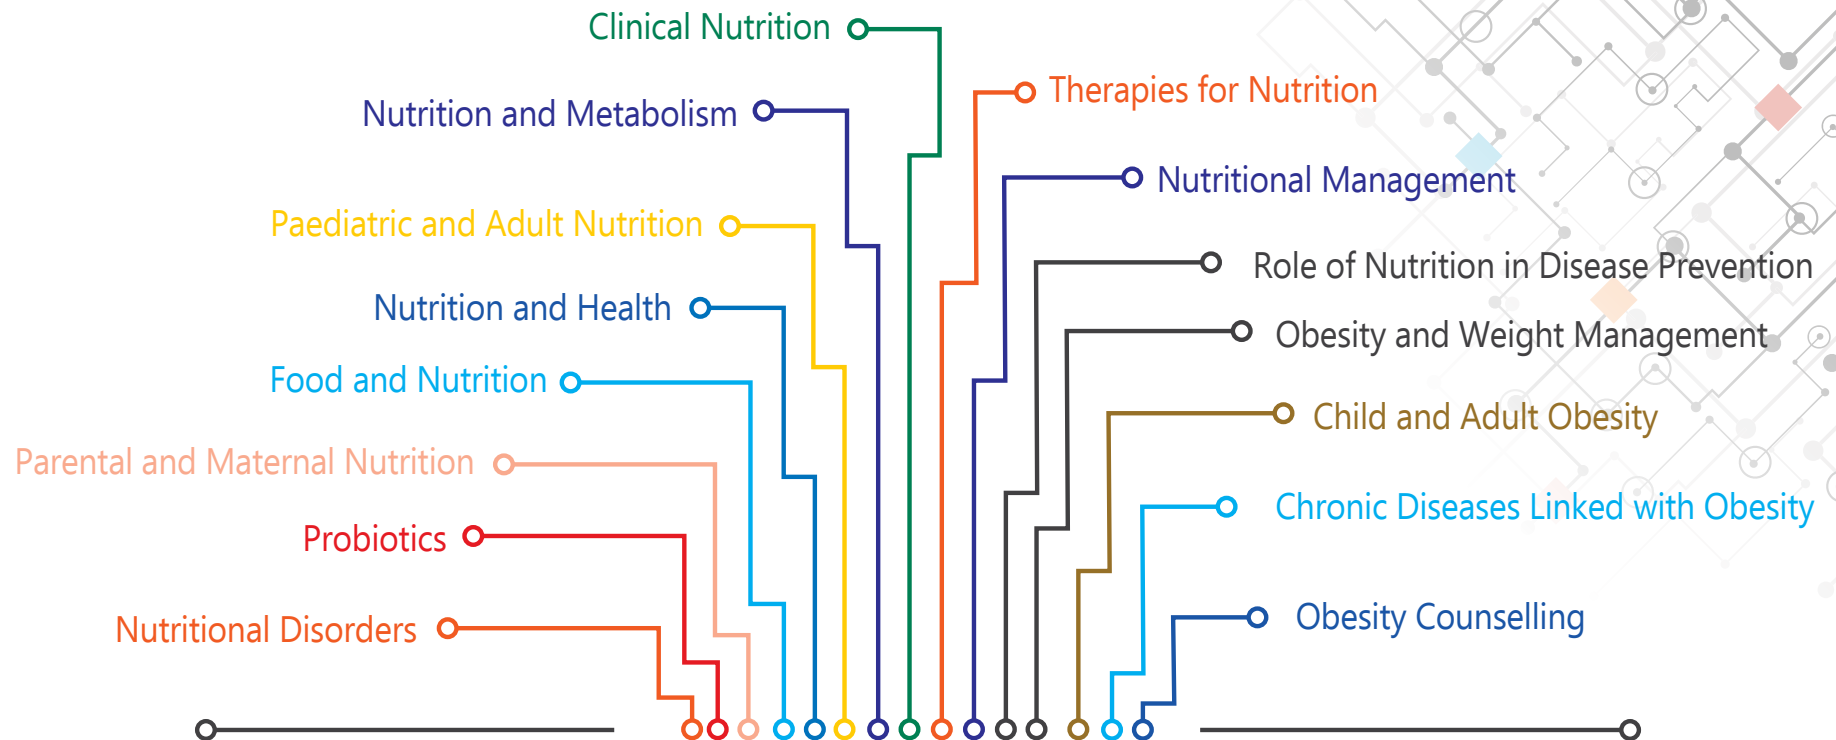 Clinical Nutrition
Therapies for Nutrition
Nutrition and Metabolism
Nutritional Management
Paediatric and Adult Nutrition
Role of Nutrition in Disease Prevention
Nutrition and Health
Obesity and Weight Management
Food and Nutrition
Child and Adult Obesity
Parental and Maternal Nutrition
Chronic Diseases Linked with Obesity
Probiotics
Obesity Counselling
Nutritional Disorders